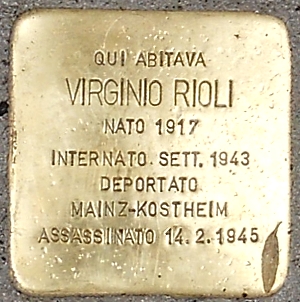 QUI ABITAVA
VIRGINIO RIOLI
NATO 1917
INTERNATO SETT. 1943
DEPORTATO
MAINZ-KOSTHEIM
ASSASSINATO 14.2.1945